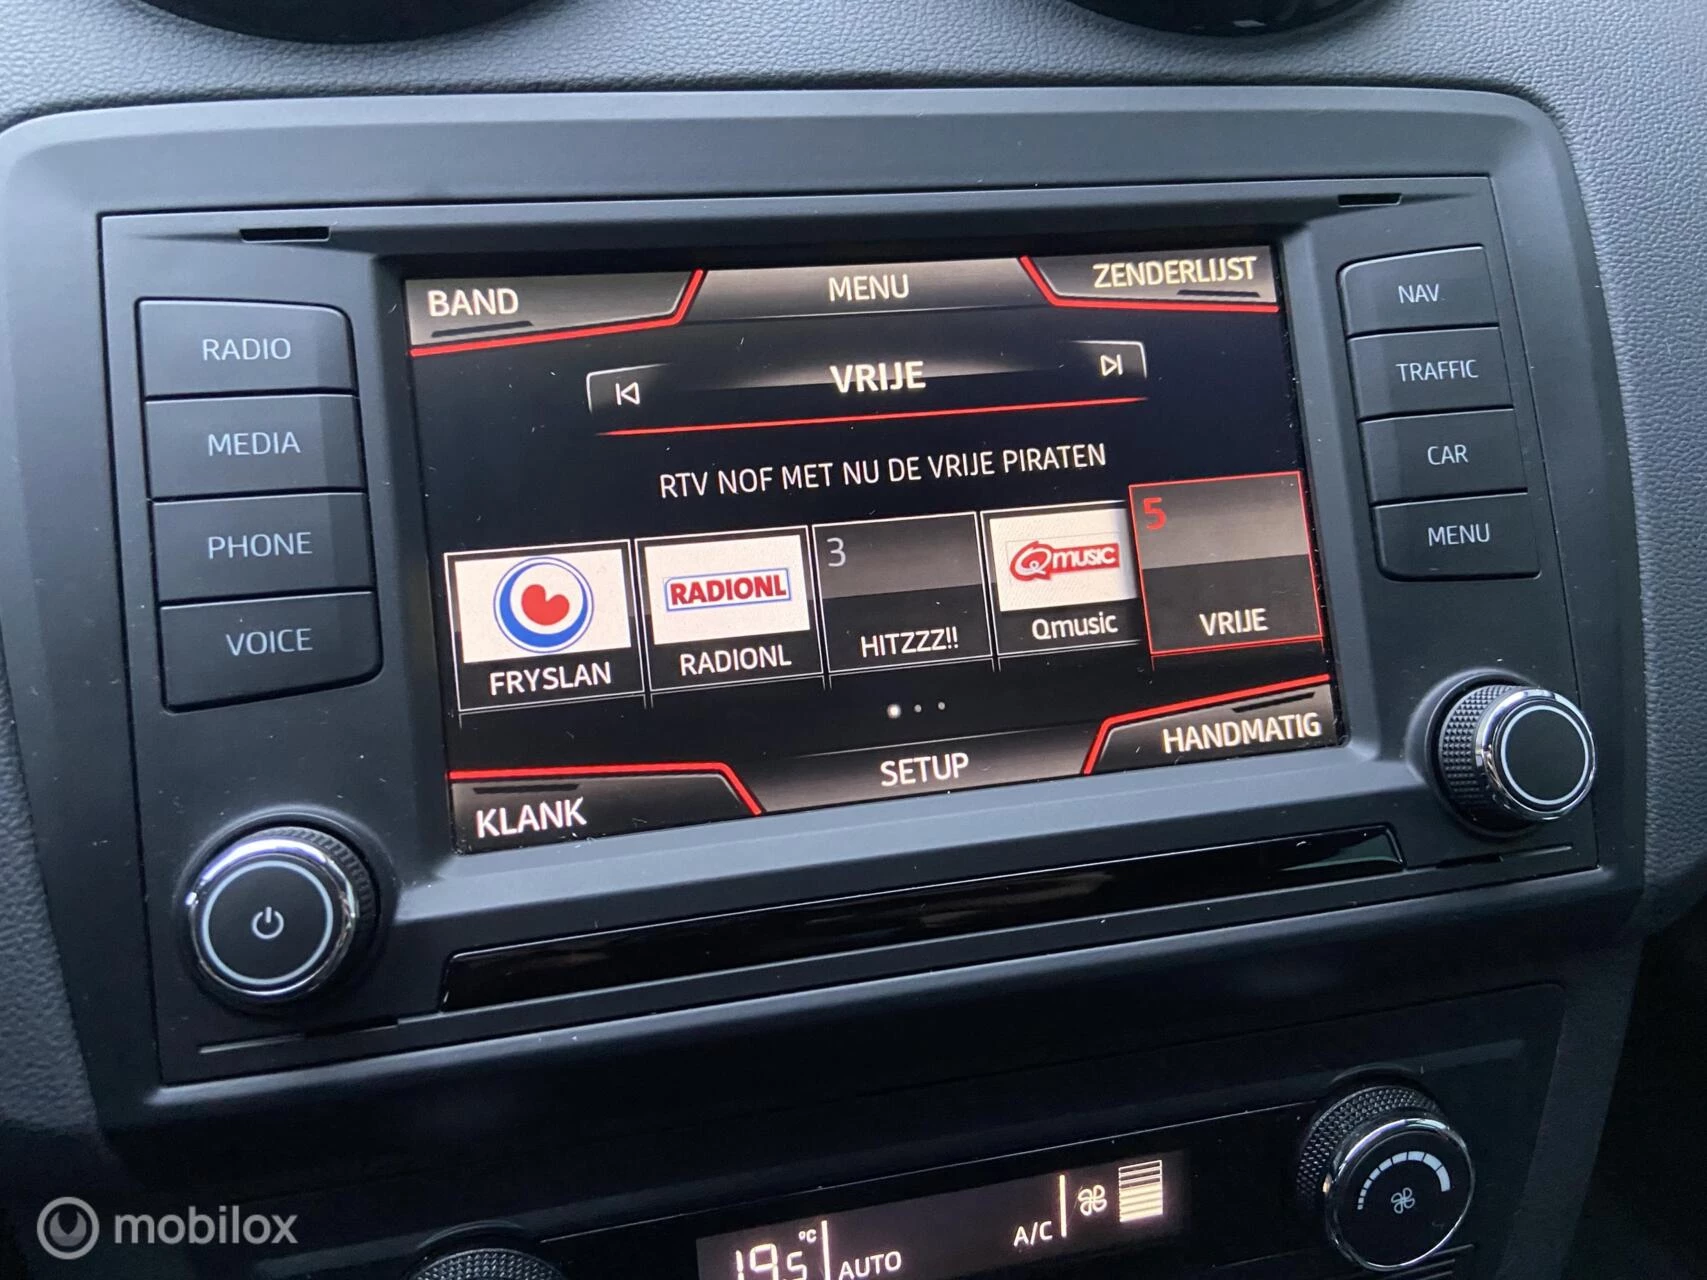 BAND
MENU
ZENDERLIJST
VRIJE
RTV NOF MET NU DE VRIJE PIRATEN
RADIO
MEDIA
PHONE
VOICE
NAV
TRAFFIC
CAR
MENU
RADIONL
3
Qmusic
5
FRYSLAN
RADIONL
HITZZZ!!
Qmusic
VRIJE
KLANK
SETUP
HANDMATIG
19.5 °C
AUTO
A/C
mobilox